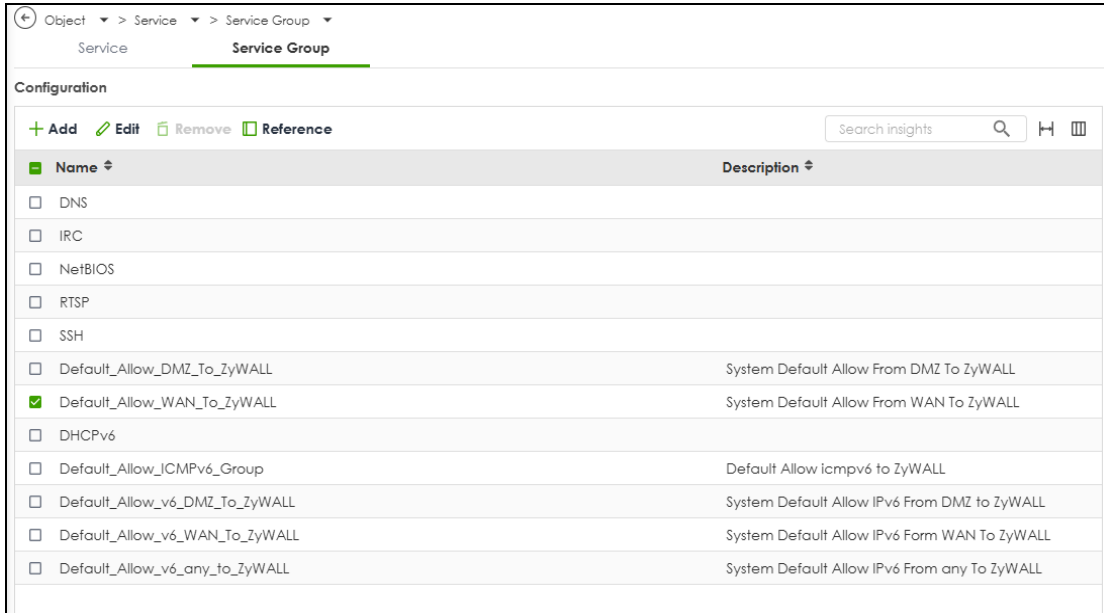 Object > Service > Service Group
Service Service Group
Configuration
Add Edit Remove Reference Search insights
Name Description
DNS
IRC
NetBIOS
RTSP
SSH
Default_Allow_DMZ_To_ZyWALL System Default Allow From DMZ To ZyWALL
Default_Allow_WAN_To_ZyWALL System Default Allow From WAN To ZyWALL
DHCPv6
Default_Allow_ICMPv6_Group Default Allow icmpv6 to ZyWALL
Default_Allow_v6_DMZ_To_ZyWALL System Default Allow IPv6 From DMZ to ZyWALL
Default_Allow_v6_WAN_To_ZyWALL System Default Allow IPv6 Form WAN To ZyWALL
Default_Allow_v6_any_to_ZyWALL System Default Allow IPv6 From any To ZyWALL